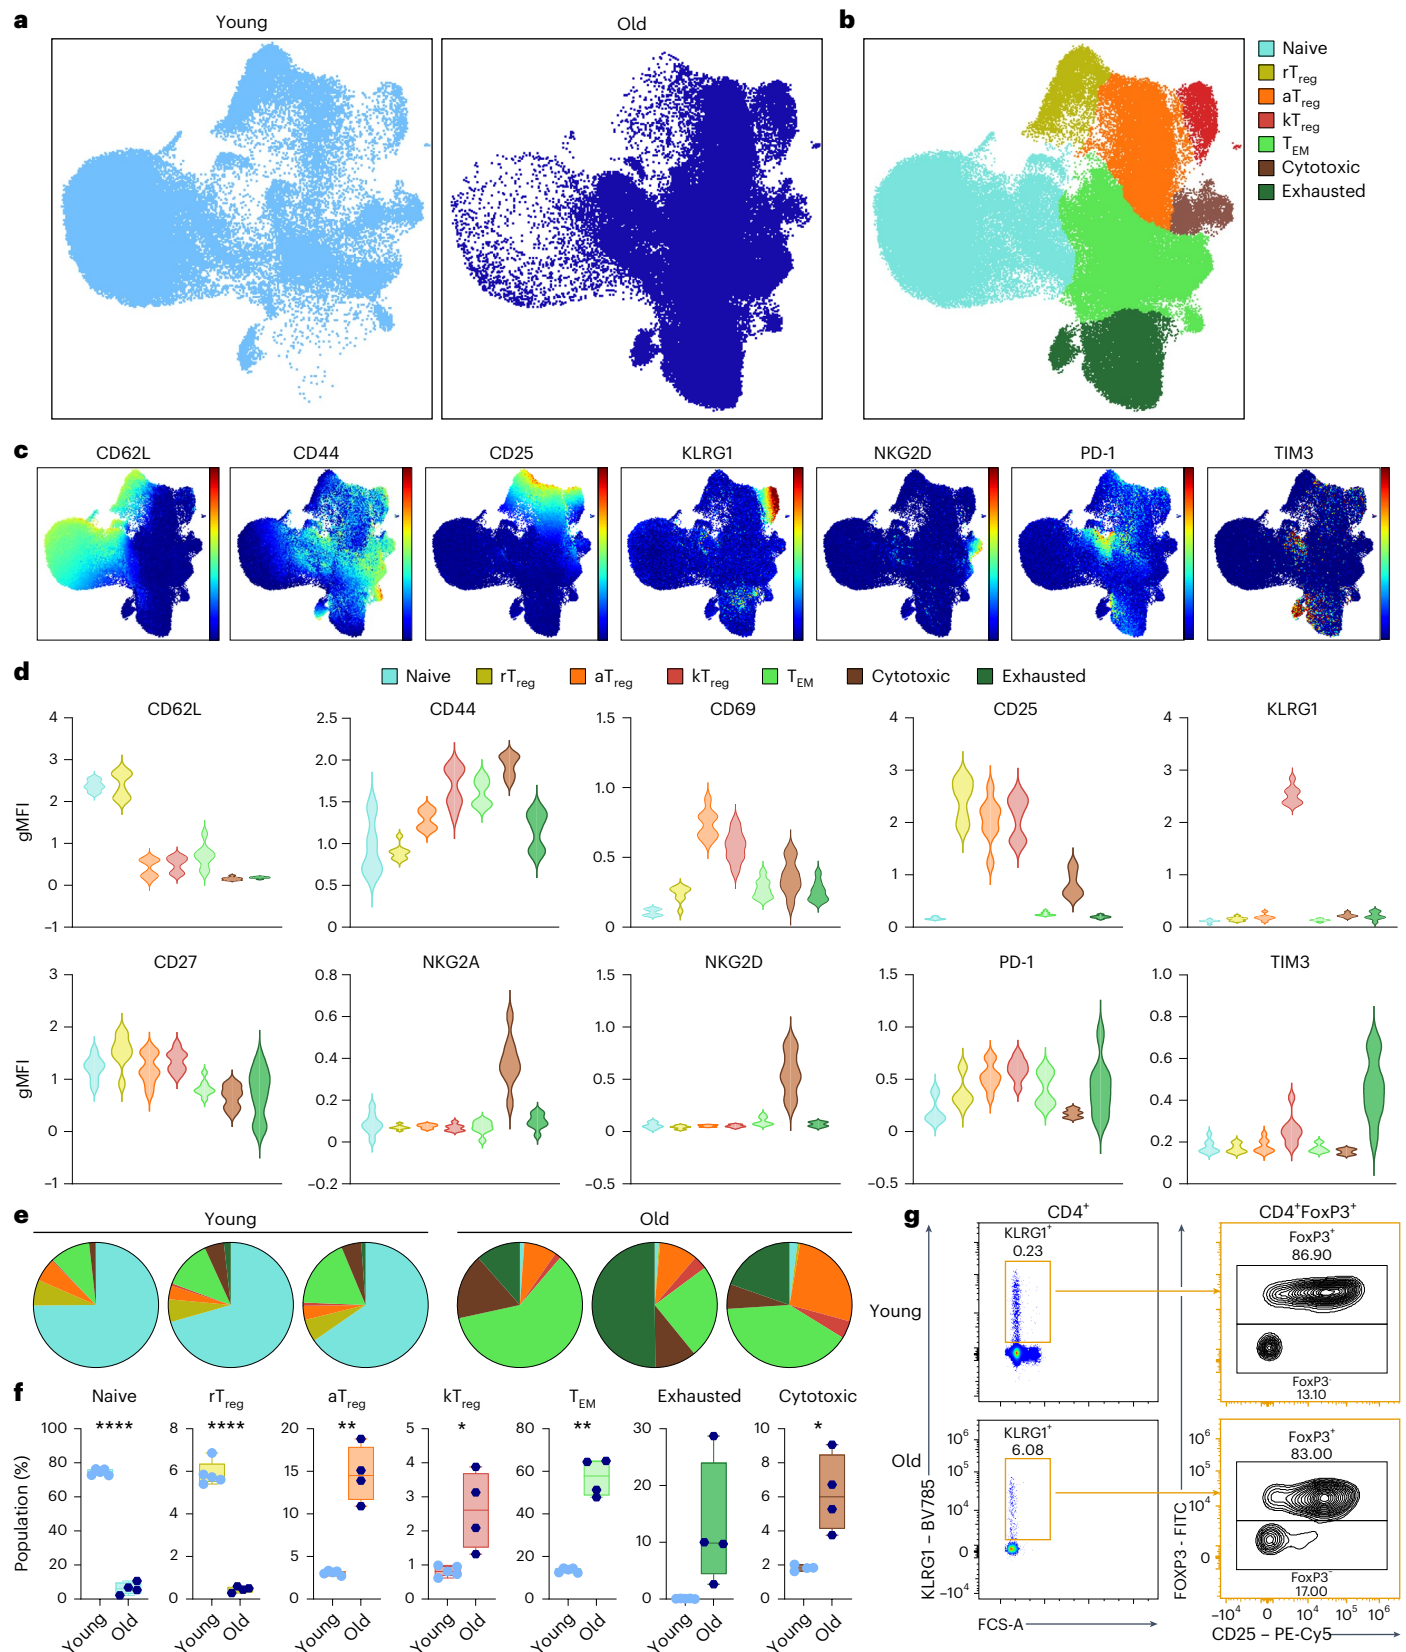 a
Young
Old
b
Naive
rTreg
aTreg
kTreg
TEM
Cytotoxic
Exhausted
c
CD62L
CD44
CD25
KLRG1
NKG2D
PD-1
TIM3
d
Naive
rTreg
aTreg
kTreg
TEM
Cytotoxic
Exhausted
CD62L
4
3
2
1
0
–1
gMFI
CD44
2.5
2.0
1.5
1.0
0.5
0
CD69
1.5
1.0
0.5
0
CD25
4
3
2
1
0
KLRG1
4
3
2
1
0
CD27
3
2
1
0
–1
gMFI
NKG2A
0.8
0.6
0.4
0.2
0
–0.2
NKG2D
1.5
1.0
0.5
0
–0.5
PD-1
1.5
1.0
0.5
0
–0.5
TIM3
1.0
0.8
0.6
0.4
0.2
0
e
Young
Old
f
Population (%)
Naive
****
100
80
60
40
20
0
Young
Old
rTreg
****
8
6
4
2
0
Young
Old
aTreg
**
20
15
10
5
0
Young
Old
kTreg
*
5
4
3
2
1
0
Young
Old
TEM
**
80
60
40
20
0
Young
Old
Exhausted
30
20
10
0
Young
Old
Cytotoxic
*
10
8
6
4
2
0
Young
Old
g
CD4+
CD4+FoxP3+
Young
KLRG1+
0.23
FoxP3+
86.90
FoxP3-
13.10
Old
KLRG1+
6.08
FoxP3+
83.00
FoxP3-
17.00
10^6
10^5
10^4
0
–10^4
KLRG1 – BV785
FCS-A
10^6
10^5
10^4
0
FOXP3 - FITC
–10^4
0
10^4
10^5
10^6
CD25 – PE-Cy5